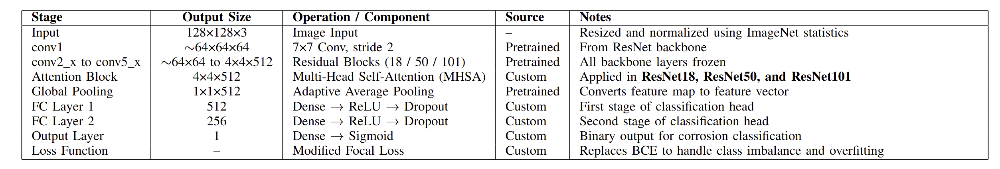 Stage Output Size Operation / Component Source Notes
Input 128×128×3 Image Input – Resized and normalized using ImageNet statistics
conv1 ∼64×64×64 7×7 Conv, stride 2 Pretrained From ResNet backbone
conv2_x to conv5_x ∼64×64 to 4×4×512 Residual Blocks (18 / 50 / 101) Pretrained All backbone layers frozen
Attention Block 4×4×512 Multi-Head Self-Attention (MHSA) Custom Applied in ResNet18, ResNet50, and ResNet101
Global Pooling 1×1×512 Adaptive Average Pooling Pretrained Converts feature map to feature vector
FC Layer 1 512 Dense → ReLU → Dropout Custom First stage of classification head
FC Layer 2 256 Dense → ReLU → Dropout Custom Second stage of classification head
Output Layer 1 Dense → Sigmoid Custom Binary output for corrosion classification
Loss Function – Modified Focal Loss Custom Replaces BCE to handle class imbalance and overfitting